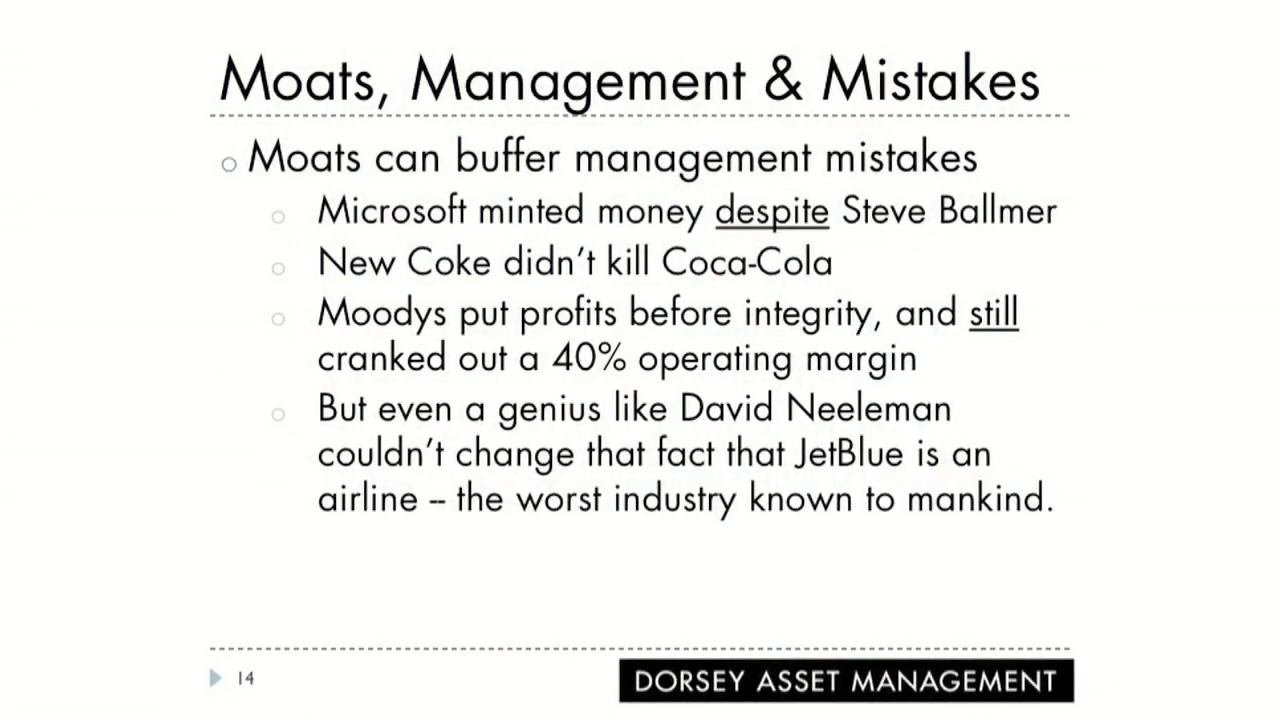 Moats, Management & Mistakes
Moats can buffer management mistakes
Microsoft minted money despite Steve Ballmer
New Coke didn't kill Coca-Cola
Moodys put profits before integrity, and still
cranked out a 40% operating margin
But even a genius like David Neeleman
couldn't change that fact that JetBlue is an
airline – the worst industry known to mankind.
14
DORSEY ASSET MANAGEMENT